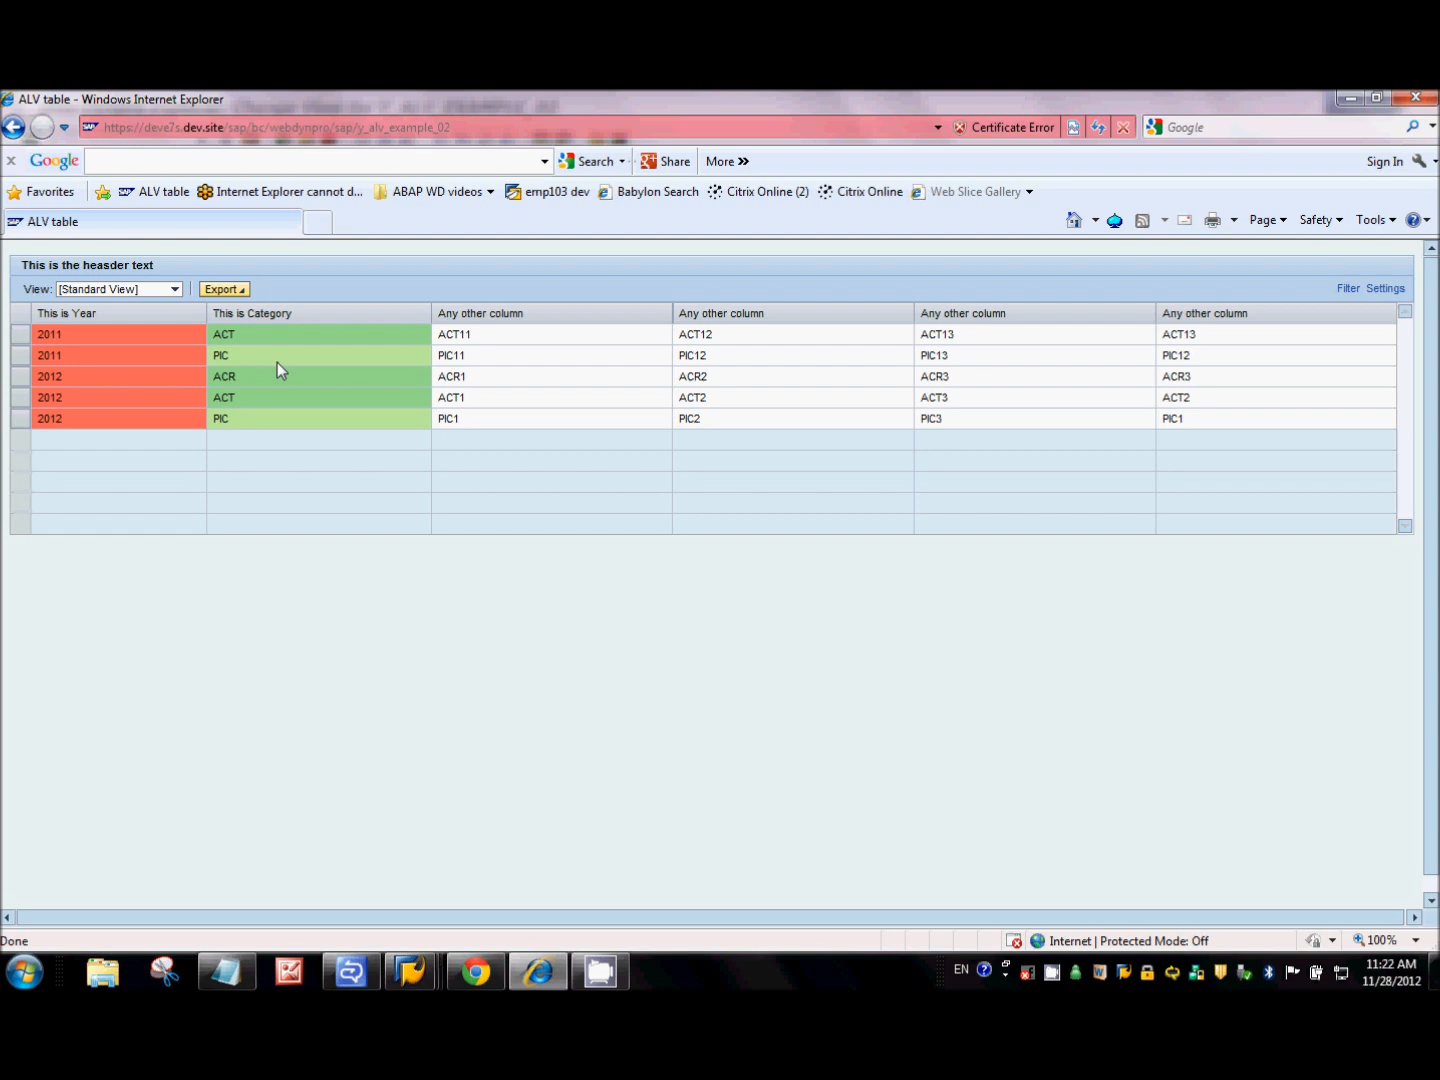 ALV table - Windows Internet Explorer
https://deve7s.dev.site/sap/bc/webdynpro/sap/y_alv_example_02 Certificate Error Google
x Google Search Share More » Sign In
Favorites ALV table Internet Explorer cannot d... ABAP WD videos emp103 dev Babylon Search Citrix Online (2) Citrix Online Web Slice Gallery
ALV table Page Safety Tools
This is the heasder text
View: [Standard View] Export Filter Settings
This is Year This is Category Any other column Any other column Any other column Any other column
2011 ACT ACT11 ACT12 ACT13 ACT13
2011 PIC PIC11 PIC12 PIC13 PIC12
2012 ACR ACR1 ACR2 ACR3 ACR3
2012 ACT ACT1 ACT2 ACT3 ACT2
2012 PIC PIC1 PIC2 PIC3 PIC1
Done Internet | Protected Mode: Off 100%
EN 11:22 AM
11/28/2012